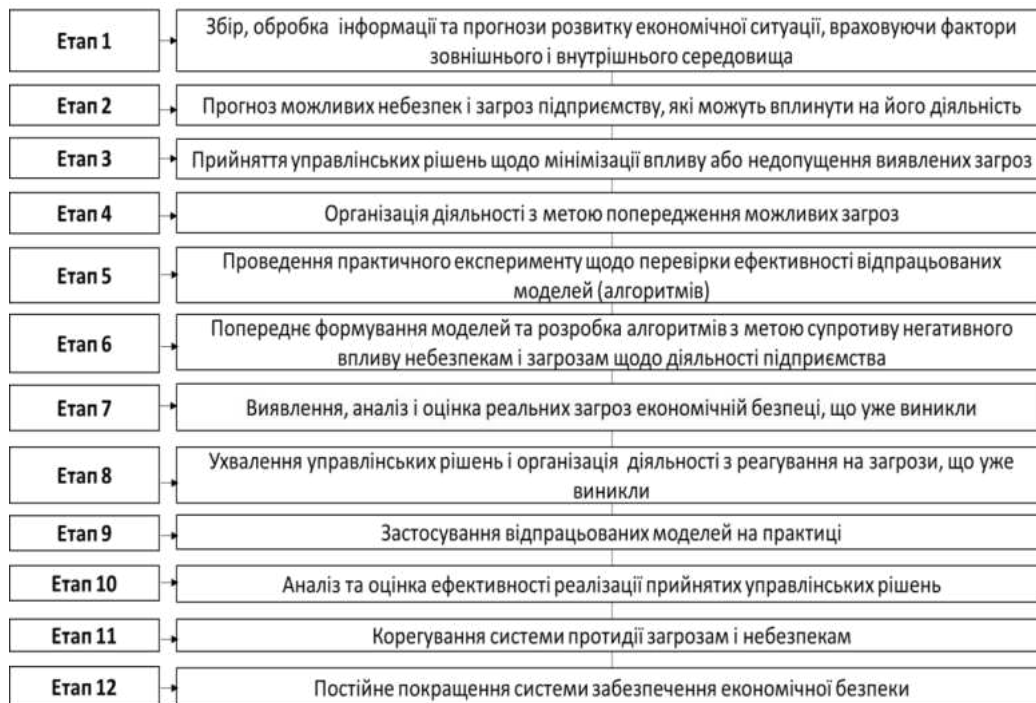 Етап 1
Збір, обробка інформації та прогнози розвитку економічної ситуації, враховуючи фактори
зовнішнього і внутрішнього середовища
Етап 2
Прогноз можливих небезпек і загроз підприємству, які можуть вплинути на його діяльність
Етап 3
Прийняття управлінських рішень щодо мінімізації впливу або недопущення виявлених загроз
Етап 4
Організація діяльності з метою попередження можливих загроз
Етап 5
Проведення практичного експерименту щодо перевірки ефективності відпрацьованих
моделей (алгоритмів)
Етап 6
Попереднє формування моделей та розробка алгоритмів з метою супротиву негативного
впливу небезпекам і загрозам щодо діяльності підприємства
Етап 7
Виявлення, аналіз і оцінка реальних загроз економічній безпеці, що уже виникли
Етап 8
Ухвалення управлінських рішень і організація діяльності з реагування на загрози, що уже
виникли
Етап 9
Застосування відпрацьованих моделей на практиці
Етап 10
Аналіз та оцінка ефективності реалізації прийнятих управлінських рішень
Етап 11
Корегування системи протидії загрозам і небезпекам
Етап 12
Постійне покращення системи забезпечення економічної безпеки